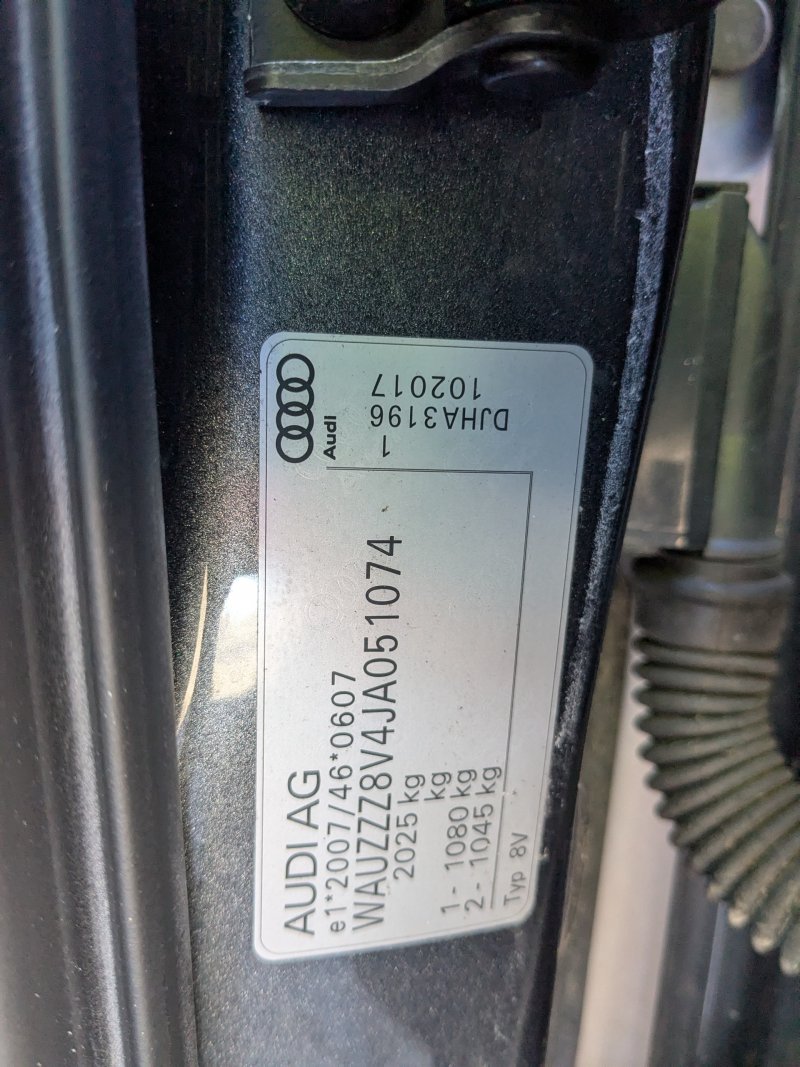 AUDI AG
e1*2007/46*0607
WAUZZZ8V4JA051074
2025 kg
kg
1 - 1080 kg
2 - 1045 kg
Typ 8V
Audi
1
DJHA3196
102017